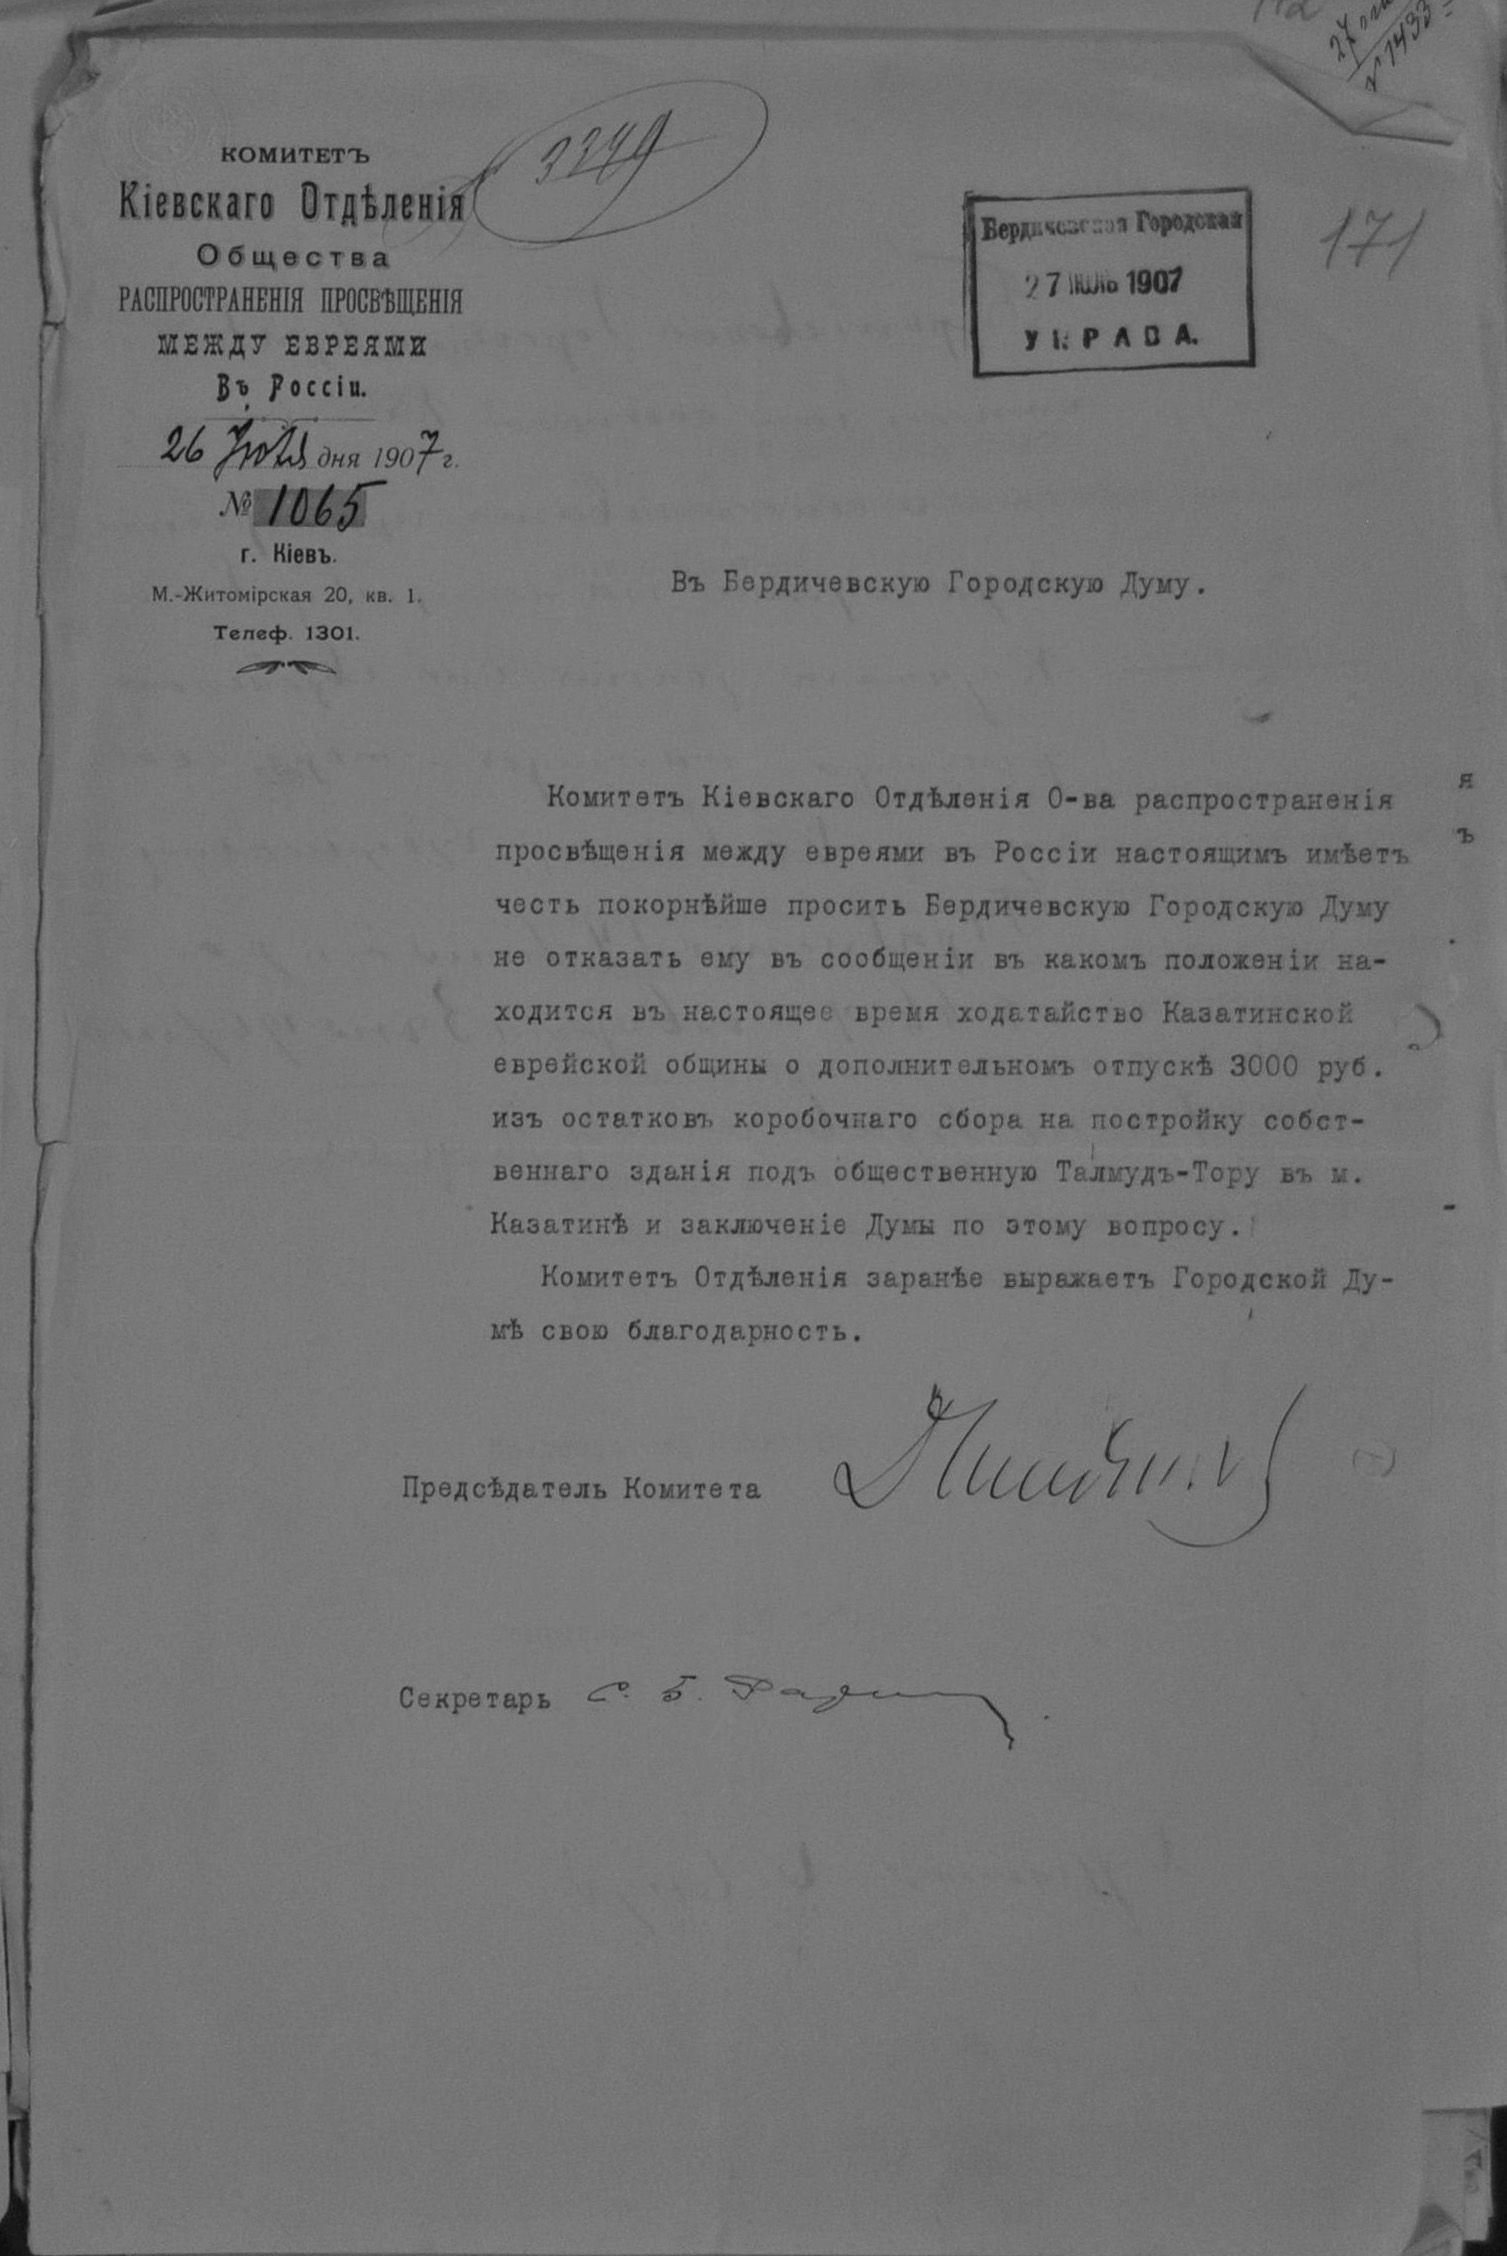 КОМИТЕТЪ
Кіевскаго Отдѣленія
Общества
РАСПРОСТРАНЕНІЯ ПРОСВѢЩЕНІЯ
МЕЖДУ ЕВРЕЯМИ
Въ Россіи.
26 Іюля дня 1907 г.
№ 1065
г. Кіевъ.
М.-Житомірская 20, кв. 1.
Телеф. 1301.
3349
27
№ 1433
Бердичевская Городская
27 ІЮЛЬ 1907
УПРАВА.
171
Въ Бердичевскую Городскую Думу.
Комитетъ Кіевскаго Отдѣленія О-ва распространенія
просвѣщенія между евреями въ Россіи настоящимъ имѣетъ
честь покорнѣйше просить Бердичевскую Городскую Думу
не отказать ему въ сообщеніи въ какомъ положеніи на-
ходится въ настоящее время ходатайство Казатинской
еврейской общины о дополнительномъ отпускѣ 3000 руб.
изъ остатковъ коробочнаго сбора на постройку собст-
веннаго зданія подъ общественную Талмудъ-Тору въ м.
Казатинѣ и заключеніе Думы по этому вопросу.
Комитетъ Отдѣленія заранѣе выражаетъ Городской Ду-
мѣ свою благодарность.
Предсѣдатель Комитета
Секретарь С. Б.
я
ъ